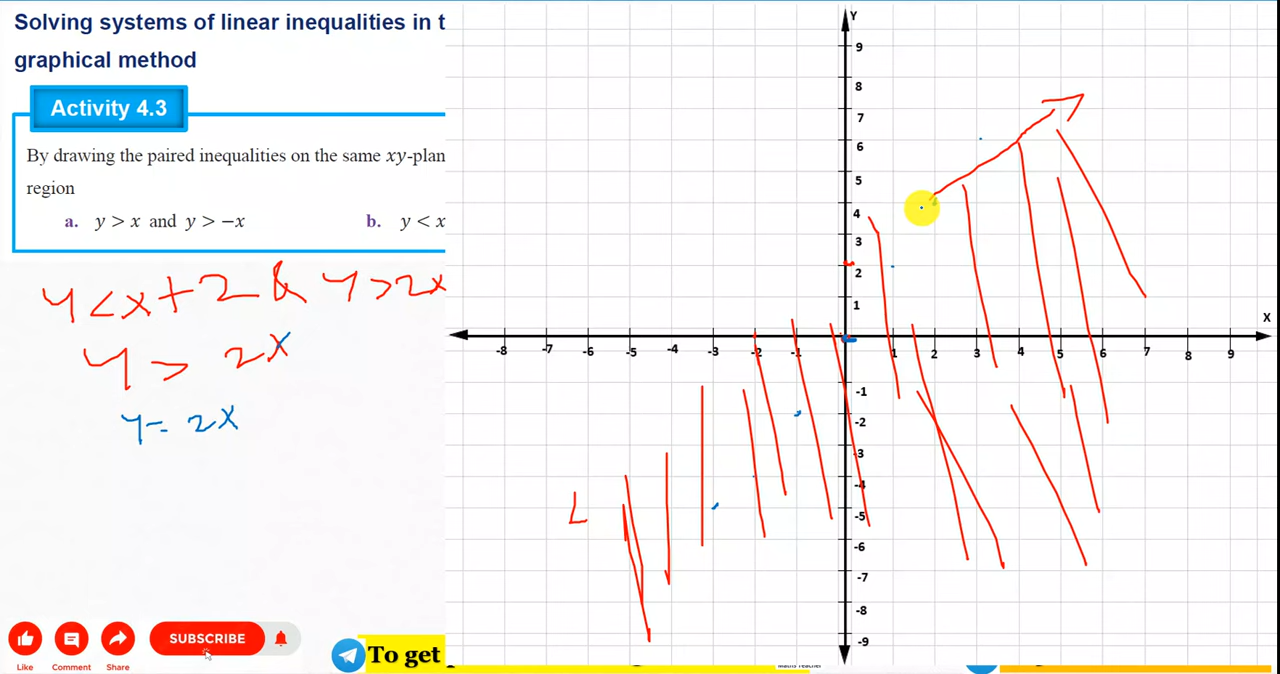 Solving systems of linear inequalities in t
graphical method
Activity 4.3
By drawing the paired inequalities on the same xy-plan
region
a. y > x and y > −x
b. y < x
y < x + 2 & y > 2x
y > 2x
y = 2x
Like
Comment
Share
SUBSCRIBE
To get
Y
9
8
7
6
5
4
3
2
1
X
-8 -7 -6 -5 -4 -3 -2 -1 1 2 3 4 5 6 7 8 9
-1
-2
-3
-4
-5
-6
-7
-8
-9
Maths Teacher